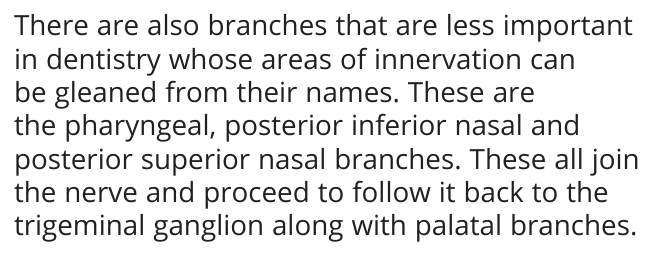 There are also branches that are less important
in dentistry whose areas of innervation can
be gleaned from their names. These are
the pharyngeal, posterior inferior nasal and
posterior superior nasal branches. These all join
the nerve and proceed to follow it back to the
trigeminal ganglion along with palatal branches.